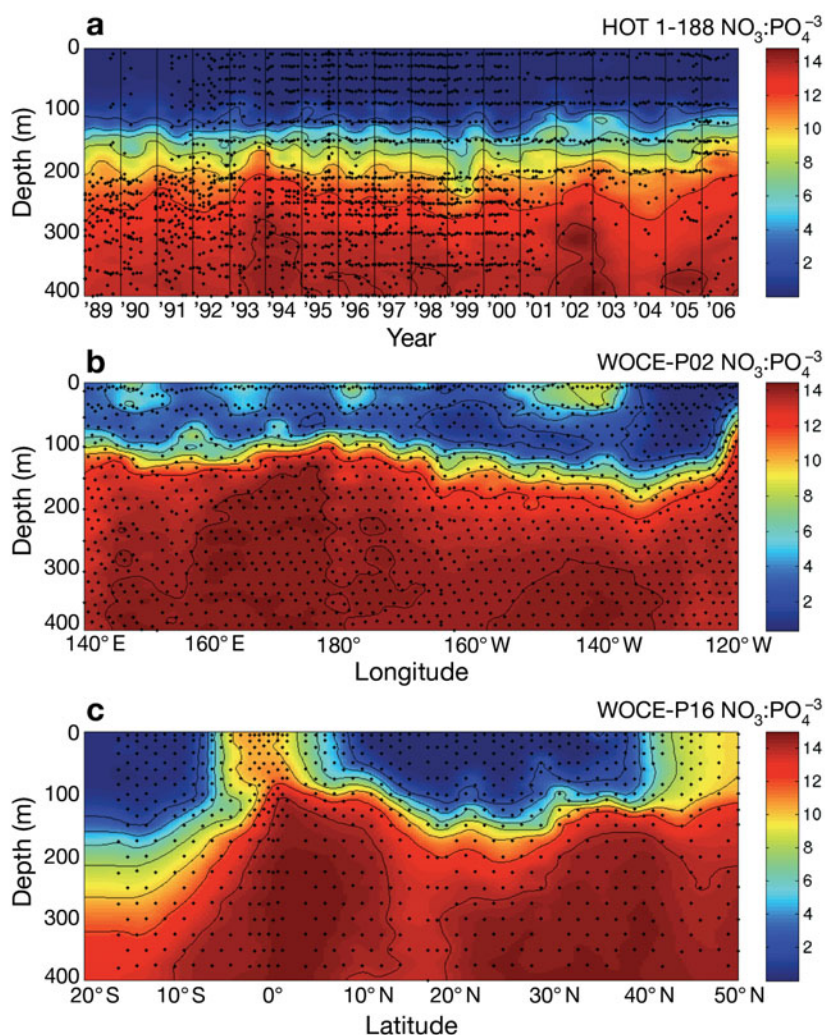 a
HOT 1-188 NO3:PO4-3
0
100
200
300
400
Depth (m)
'89 '90 '91 '92 '93 '94 '95 '96 '97 '98 '99 '00 '01 '02 '03 '04 '05 '06
Year
14
12
10
8
6
4
2
b
WOCE-P02 NO3:PO4-3
0
100
200
300
400
Depth (m)
140°E 160°E 180° 160°W 140°W 120°W
Longitude
14
12
10
8
6
4
2
c
WOCE-P16 NO3:PO4-3
0
100
200
300
400
Depth (m)
20°S 10°S 0° 10°N 20°N 30°N 40°N 50°N
Latitude
14
12
10
8
6
4
2